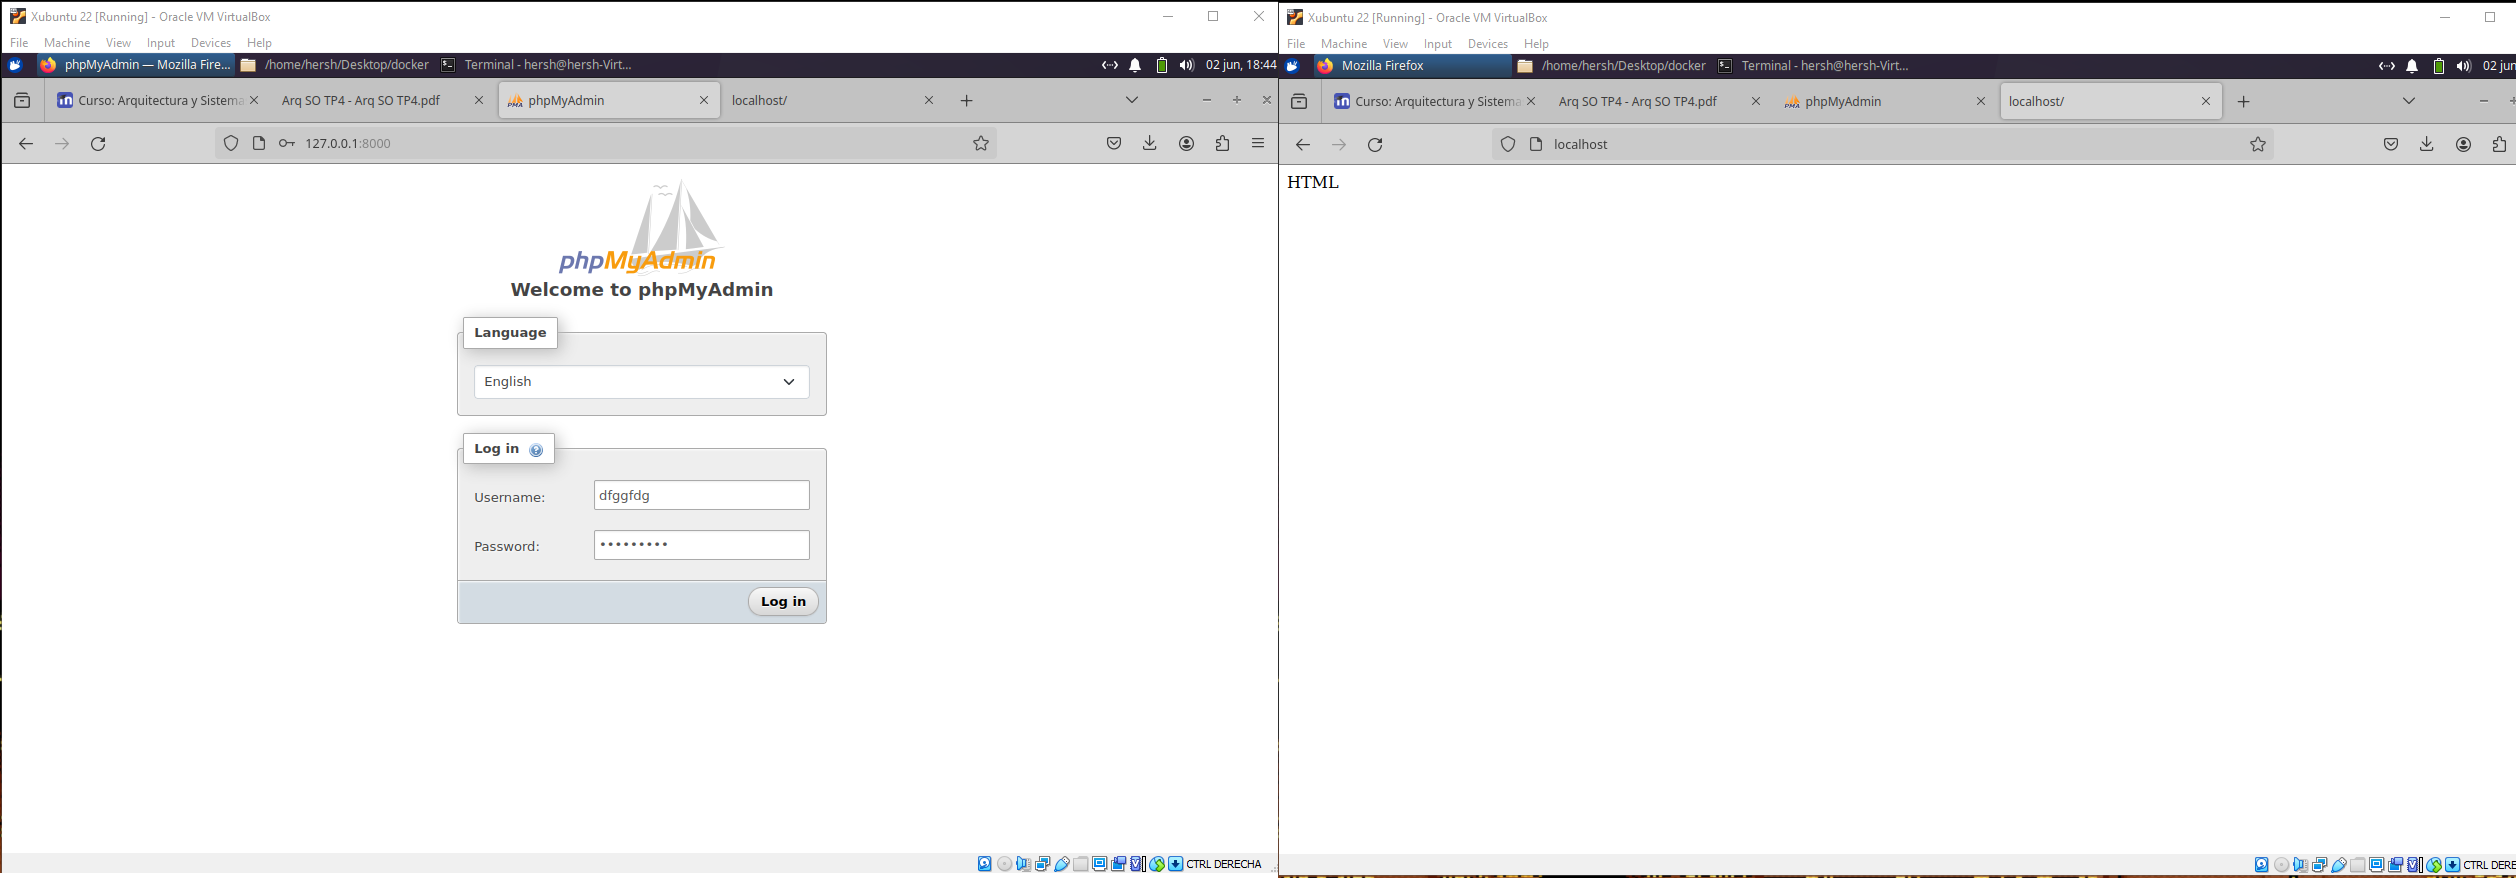 Xubuntu 22 [Running] - Oracle VM VirtualBox
File Machine View Input Devices Help
phpMyAdmin — Mozilla Fire... /home/hersh/Desktop/docker Terminal - hersh@hersh-Virt... 02 jun, 18:44
Curso: Arquitectura y Sistema Arq SO TP4 - Arq SO TP4.pdf phpMyAdmin localhost/
127.0.0.1:8000
phpMyAdmin
Welcome to phpMyAdmin
Language
English
Log in
Username: dfggfdg
Password: •••••••••
Log in
CTRL DERECHA
Xubuntu 22 [Running] - Oracle VM VirtualBox
File Machine View Input Devices Help
Mozilla Firefox /home/hersh/Desktop/docker Terminal - hersh@hersh-Virt... 02 jun
Curso: Arquitectura y Sistema Arq SO TP4 - Arq SO TP4.pdf phpMyAdmin localhost/
localhost
HTML
CTRL DERE